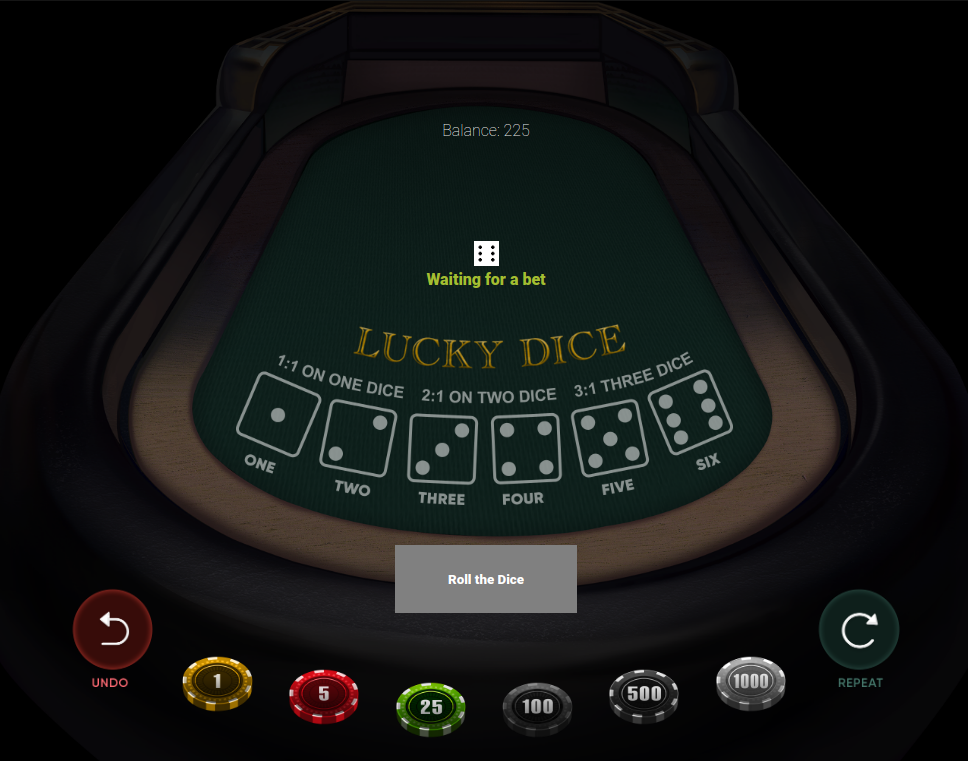 Balance: 225
Waiting for a bet
LUCKY DICE
1:1 ON ONE DICE
2:1 ON TWO DICE
3:1 THREE DICE
ONE
TWO
THREE
FOUR
FIVE
SIX
Roll the Dice
UNDO
1
5
25
100
500
1000
REPEAT